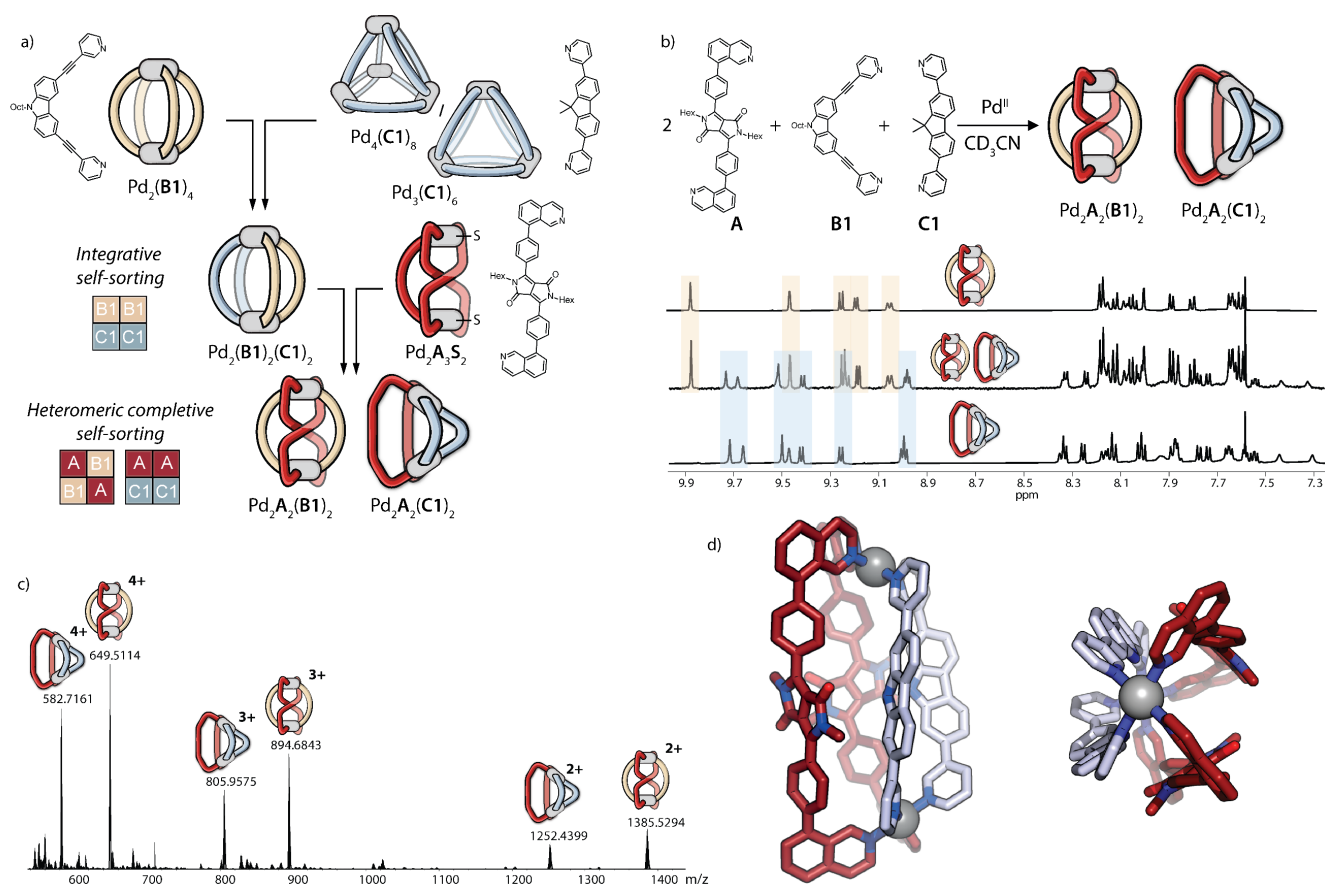 a)
N
Oct-N
N
Pd2(B1)4
/
Pd4(C1)8
Pd3(C1)6
N
N
Integrative
self-sorting
B1 B1
C1 C1
Pd2(B1)2(C1)2
S
S
Pd2A3S2
N
Hex
N
O
O
N
Hex
N
Heteromeric completive
self-sorting
A B1
B1 A
A A
C1 C1
Pd2A2(B1)2
Pd2A2(C1)2
b)
2
N
Hex
N
O
O
N
Hex
N
A
+
N
Oct-N
N
B1
+
N
N
C1
PdII
CD3CN
Pd2A2(B1)2
Pd2A2(C1)2
9.9 9.7 9.5 9.3 9.1 8.9 8.7 8.5 8.3 8.1 7.9 7.7 7.5 7.3
ppm
c)
4+
582.7161
4+
649.5114
3+
805.9575
3+
894.6843
2+
1252.4399
2+
1385.5294
600 700 800 900 1000 1100 1200 1300 1400 m/z
d)